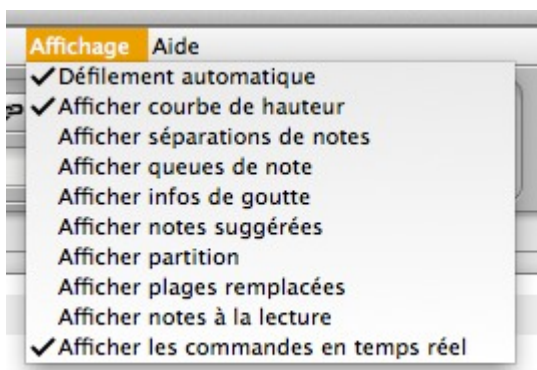 Affichage Aide
Défilement automatique
Afficher courbe de hauteur
Afficher séparations de notes
Afficher queues de note
Afficher infos de goutte
Afficher notes suggérées
Afficher partition
Afficher plages remplacées
Afficher notes à la lecture
Afficher les commandes en temps réel